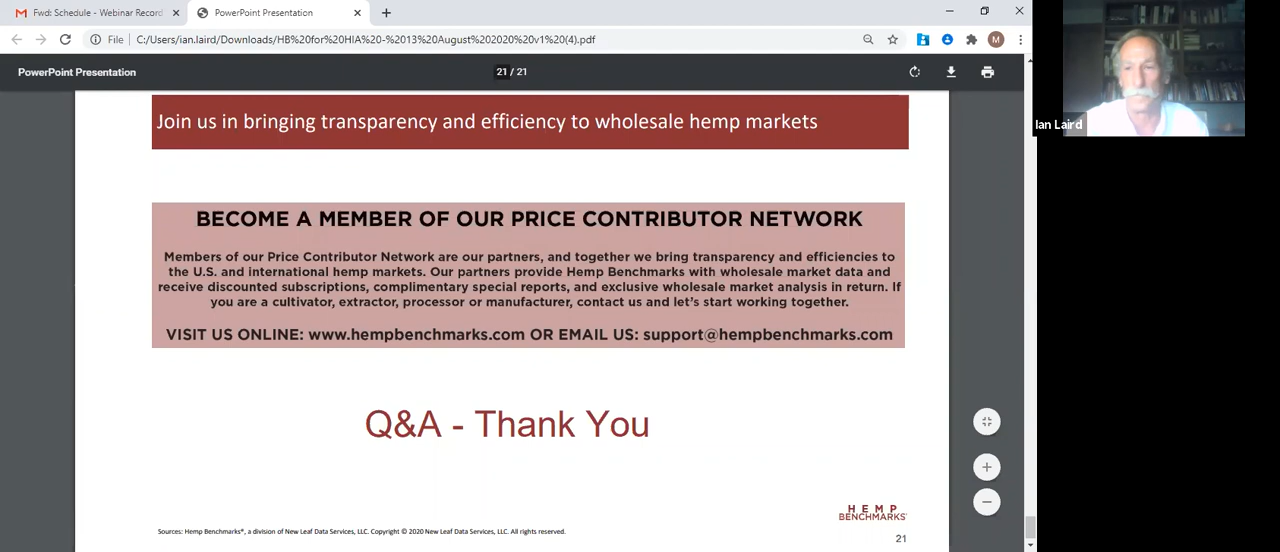 Fwd: Schedule - Webinar Record
PowerPoint Presentation
File
C:/Users/ian.laird/Downloads/HB%20for%20HIA%20-%2013%20August%202020%20v1%20(4).pdf
M
PowerPoint Presentation
21 / 21
Ian Laird
Join us in bringing transparency and efficiency to wholesale hemp markets
BECOME A MEMBER OF OUR PRICE CONTRIBUTOR NETWORK
Members of our Price Contributor Network are our partners, and together we bring transparency and efficiencies to
the U.S. and international hemp markets. Our partners provide Hemp Benchmarks with wholesale market data and
receive discounted subscriptions, complimentary special reports, and exclusive wholesale market analysis in return. If
you are a cultivator, extractor, processor or manufacturer, contact us and let's start working together.
VISIT US ONLINE: www.hempbenchmarks.com OR EMAIL US: support@hempbenchmarks.com
Q&A - Thank You
HEMP
BENCHMARKS
Sources: Hemp Benchmarks®, a division of New Leaf Data Services, LLC. Copyright © 2020 New Leaf Data Services, LLC. All rights reserved.
21